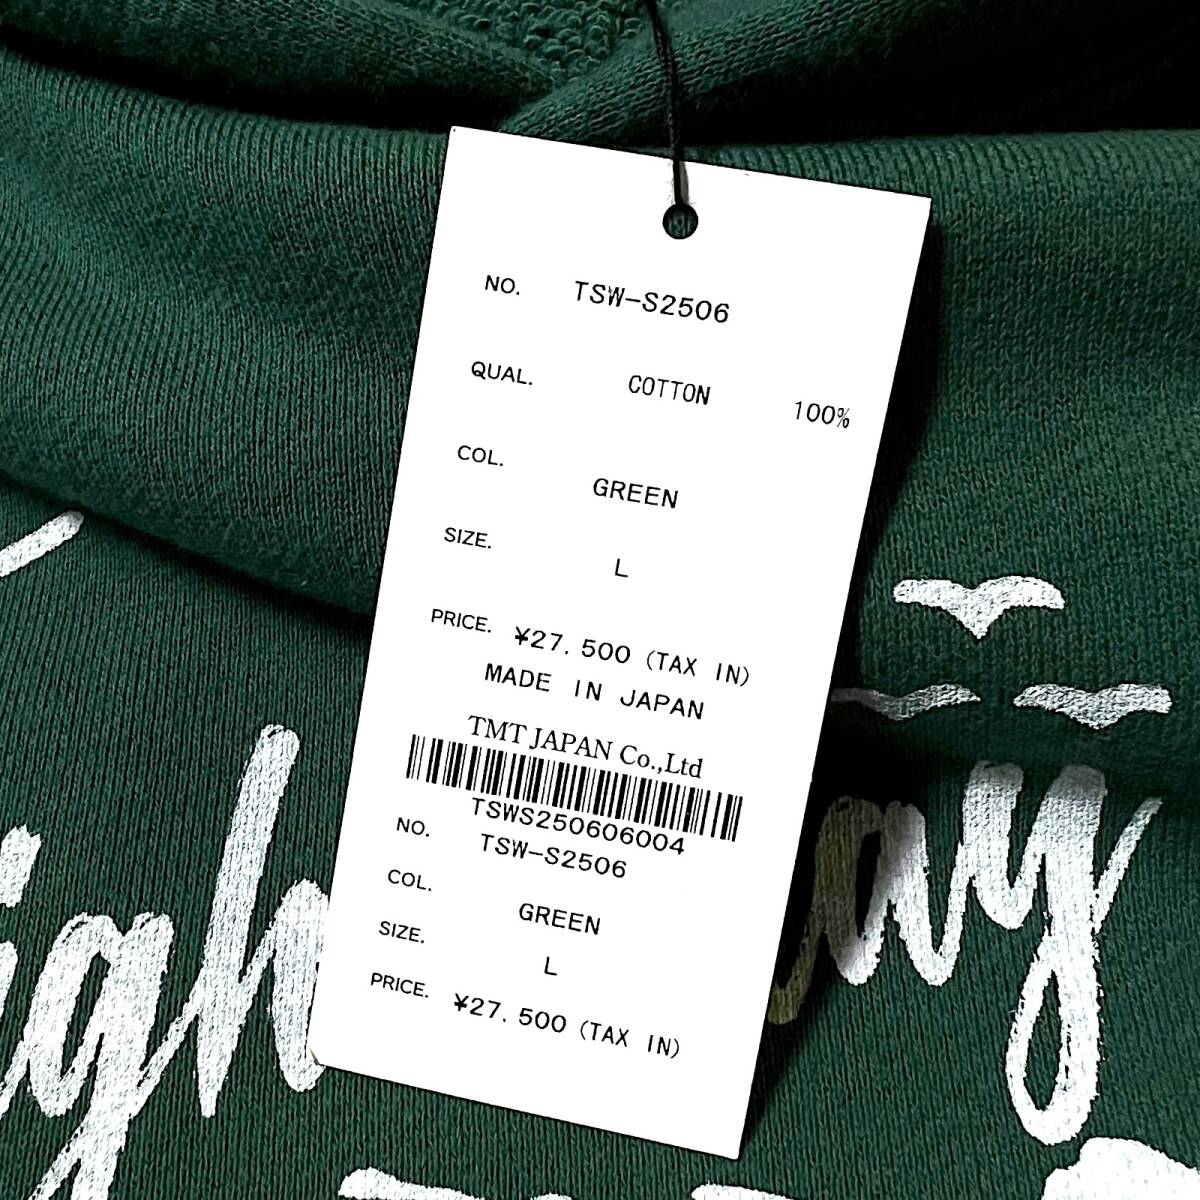 NO. TSW-S2506
QUAL. COTTON 100%
COL. GREEN
SIZE. L
PRICE. ¥27.500 (TAX IN)
MADE IN JAPAN
TMT JAPAN Co.,Ltd
TSWS250606004
NO. TSW-S2506
COL. GREEN
SIZE. L
PRICE. ¥27.500 (TAX IN)